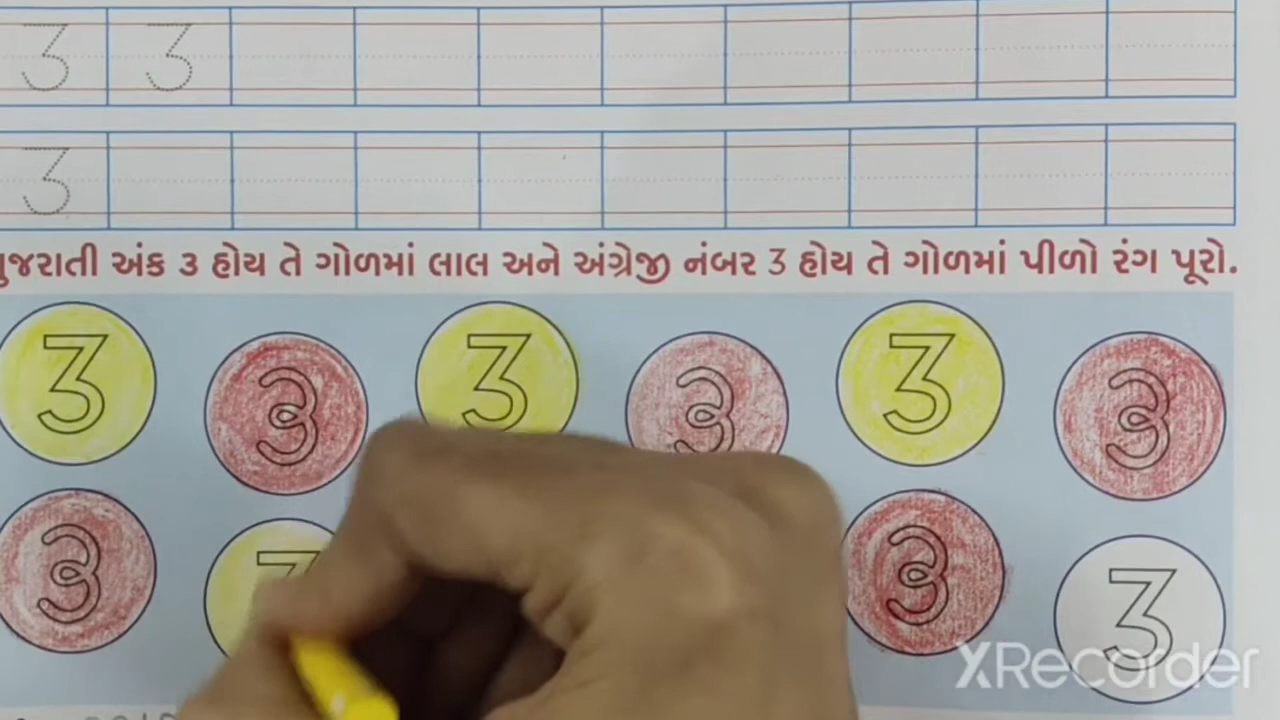 3 3
3
ગુજરાતી અંક ૩ હોય તે ગોળમાં લાલ અને અંગ્રેજી નંબર 3 હોય તે ગોળમાં પીળો રંગ પૂરો.
3 ૩ 3 ૩ 3 ૩
૩ 3 ૩ 3
XRecorder